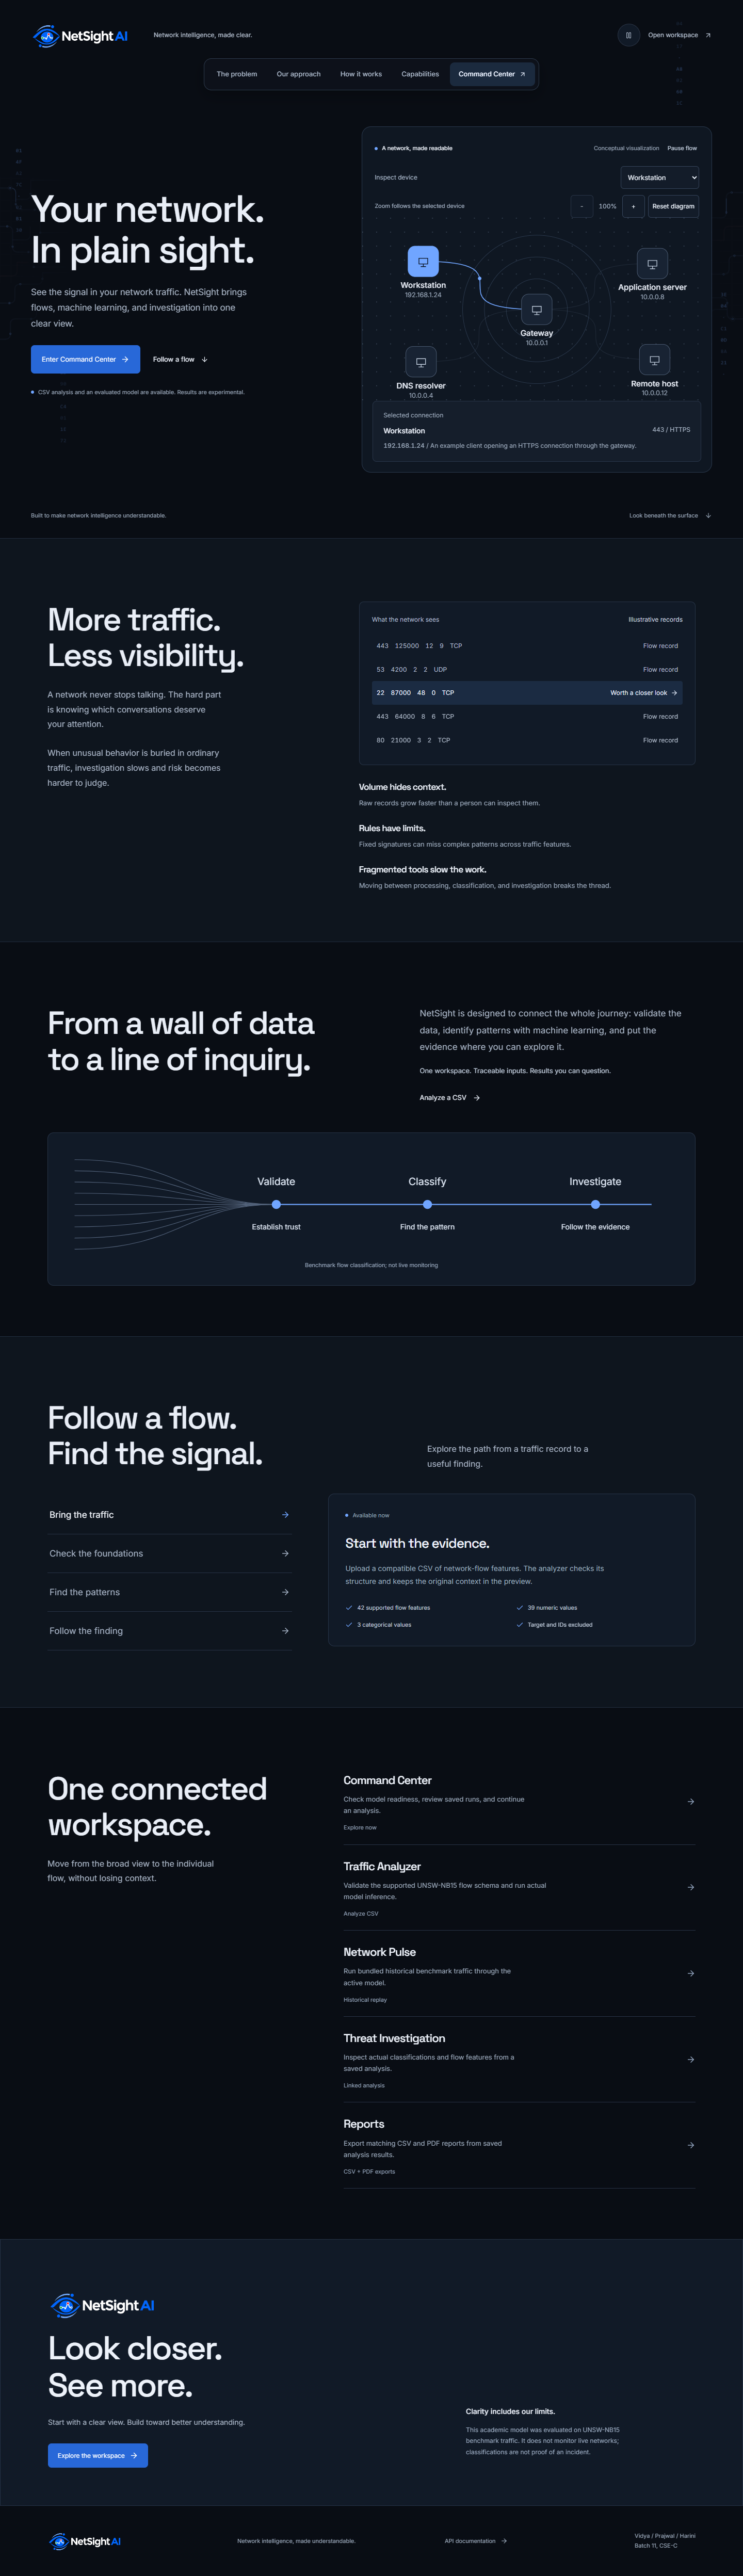 NetSight AI
Network intelligence, made clear.
Open workspace
The problem
Our approach
How it works
Capabilities
Command Center
Your network.
In plain sight.
See the signal in your network traffic. NetSight brings
flows, machine learning, and investigation into one
clear view.
Enter Command Center
Follow a flow
CSV analysis and an evaluated model are available. Results are experimental.
A network, made readable
Conceptual visualization
Pause flow
Inspect device
Workstation
Zoom follows the selected device
-
100%
+
Reset diagram
Workstation
192.168.1.24
Application server
10.0.0.8
Gateway
10.0.0.1
DNS resolver
10.0.0.4
Remote host
10.0.0.12
Selected connection
Workstation
443 / HTTPS
192.168.1.24 / An example client opening an HTTPS connection through the gateway.
Built to make network intelligence understandable.
Look beneath the surface
More traffic.
Less visibility.
A network never stops talking. The hard part
is knowing which conversations deserve
your attention.
When unusual behavior is buried in ordinary
traffic, investigation slows and risk becomes
harder to judge.
What the network sees
Illustrative records
443 125000 12 9 TCP
Flow record
53 4200 2 2 UDP
Flow record
22 87000 48 0 TCP
Worth a closer look
443 64000 8 6 TCP
Flow record
80 21000 3 2 TCP
Flow record
Volume hides context.
Raw records grow faster than a person can inspect them.
Rules have limits.
Fixed signatures can miss complex patterns across traffic features.
Fragmented tools slow the work.
Moving between processing, classification, and investigation breaks the thread.
From a wall of data
to a line of inquiry.
NetSight is designed to connect the whole journey: validate the
data, identify patterns with machine learning, and put the
evidence where you can explore it.
One workspace. Traceable inputs. Results you can question.
Analyze a CSV
Validate
Classify
Investigate
Establish trust
Find the pattern
Follow the evidence
Benchmark flow classification; not live monitoring
Follow a flow.
Find the signal.
Explore the path from a traffic record to a
useful finding.
Bring the traffic
Check the foundations
Find the patterns
Follow the finding
Available now
Start with the evidence.
Upload a compatible CSV of network-flow features. The analyzer checks its
structure and keeps the original context in the preview.
42 supported flow features
39 numeric values
3 categorical values
Target and IDs excluded
One connected
workspace.
Move from the broad view to the individual
flow, without losing context.
Command Center
Check model readiness, review saved runs, and continue
an analysis.
Explore now
Traffic Analyzer
Validate the supported UNSW-NB15 flow schema and run actual
model inference.
Analyze CSV
Network Pulse
Run bundled historical benchmark traffic through the
active model.
Historical replay
Threat Investigation
Inspect actual classifications and flow features from a
saved analysis.
Linked analysis
Reports
Export matching CSV and PDF reports from saved
analysis results.
CSV + PDF exports
NetSight AI
Look closer.
See more.
Start with a clear view. Build toward better understanding.
Explore the workspace
Clarity includes our limits.
This academic model was evaluated on UNSW-NB15
benchmark traffic. It does not monitor live networks;
classifications are not proof of an incident.
NetSight AI
Network intelligence, made understandable.
API documentation
Vidya / Prajwal / Harini
Batch 11, CSE-C